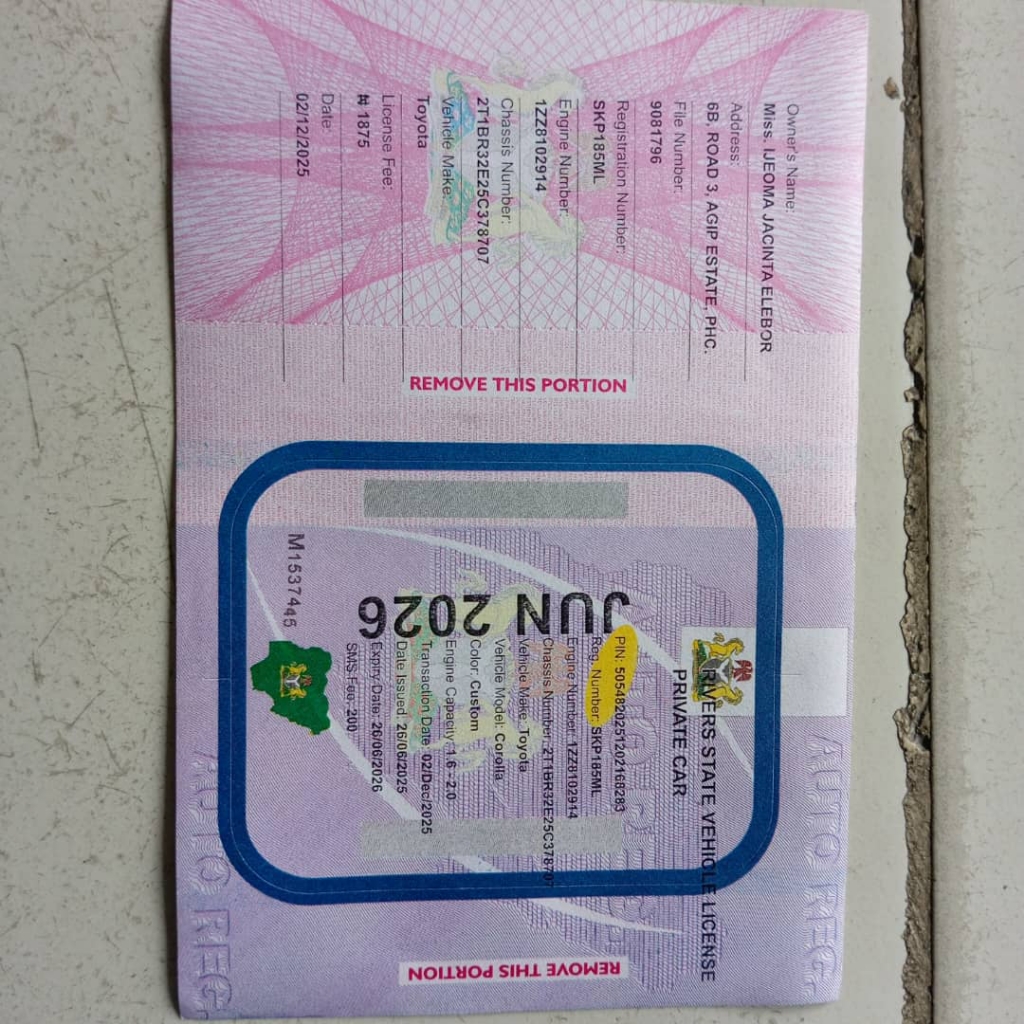 Owner's Name:
Miss. IJEOMA JACINTA ELEBOR
Address:
6B, ROAD 3, AGIP ESTATE, PHC.
File Number:
9081796
Registration Number:
SKP185ML
Engine Number:
1ZZ8102914
Chassis Number:
2T1BR32E25C378707
Vehicle Make:
Toyota
License Fee:
# 1875
Date:
02/12/2025
REMOVE THIS PORTION
RIVERS STATE VEHICLE LICENSE
PRIVATE CAR
PIN: 5054820251202168283
Reg. Number: SKP185ML
Engine Number: 1ZZ8102914
Chassis Number: 2T1BR32E25C378707
Vehicle Make: Toyota
Vehicle Model: Corolla
Color: Custom
Engine Capacity: 1.6 - 2.0
Transaction Date: 02/Dec/2025
Date Issued: 26/06/2025
Expiry Date: 26/06/2026
SMS Fee: 200
JUN 2026
M1537445
REMOVE THIS PORTION
AUTO REG
AUTO REG